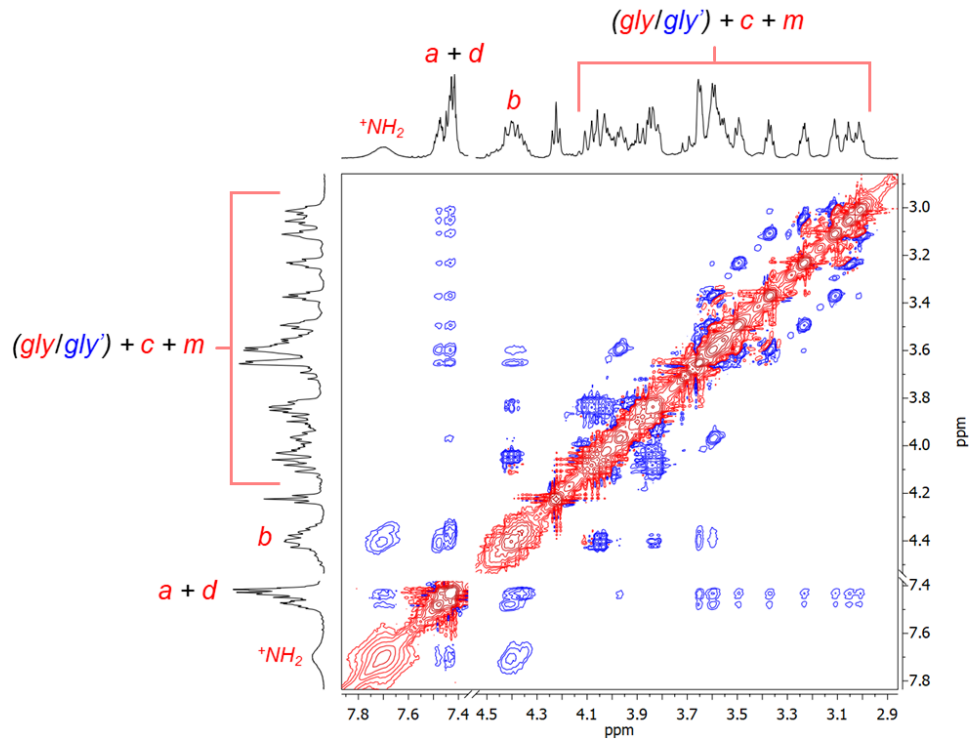 (gly/gly') + c + m
a + d
b
⁺NH₂
3.0
3.2
3.4
(gly/gly') + c + m
3.6
3.8
4.0
4.2
b
4.4
a + d
7.4
7.6
⁺NH₂
7.8
ppm
7.8 7.6 7.4 4.5 4.3 4.1 3.9 3.7 3.5 3.3 3.1 2.9
ppm